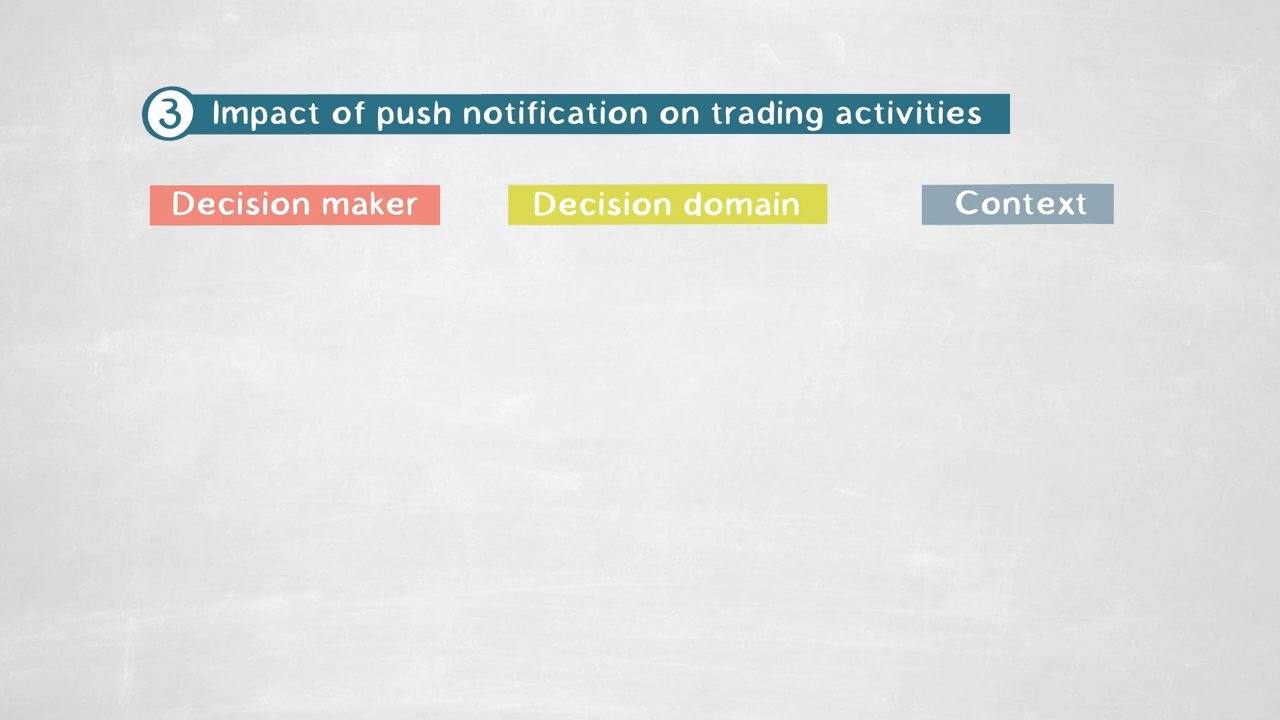 3 Impact of push notification on trading activities
Decision maker Decision domain Context